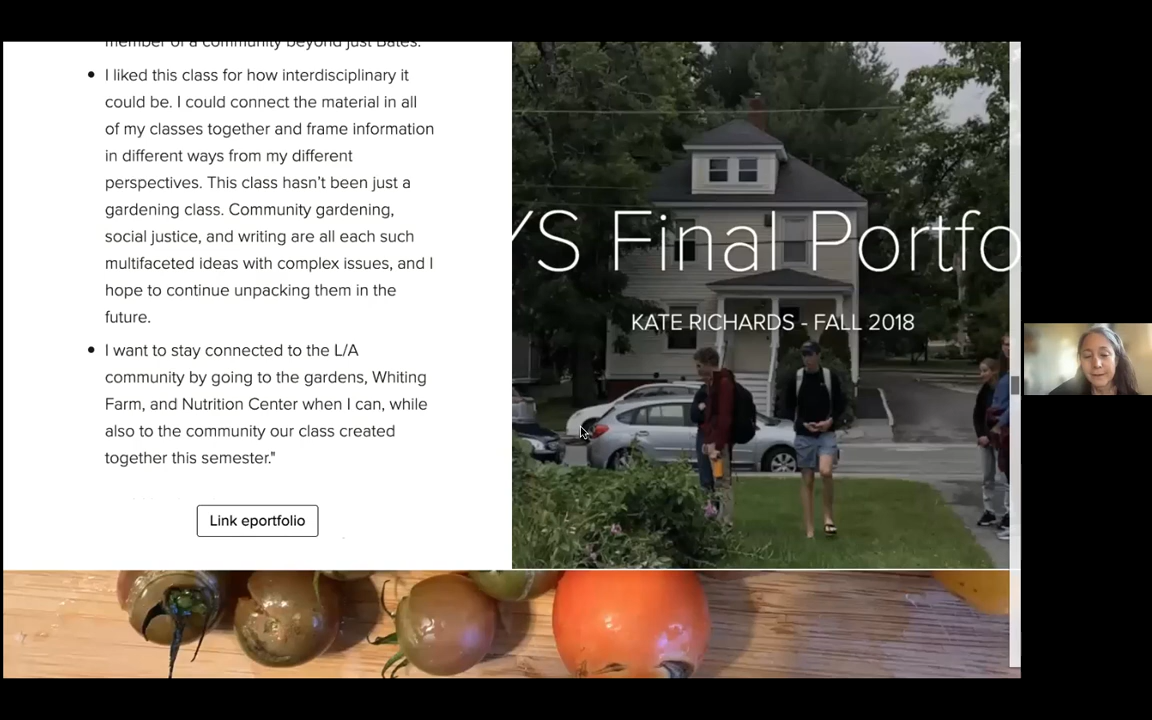 member of a community beyond just Bates.
I liked this class for how interdisciplinary it
could be. I could connect the material in all
of my classes together and frame information
in different ways from my different
perspectives. This class hasn't been just a
gardening class. Community gardening,
social justice, and writing are all each such
multifaceted ideas with complex issues, and I
hope to continue unpacking them in the
future.
I want to stay connected to the L/A
community by going to the gardens, Whiting
Farm, and Nutrition Center when I can, while
also to the community our class created
together this semester."
Link eportfolio
YS Final Portfo
KATE RICHARDS - FALL 2018